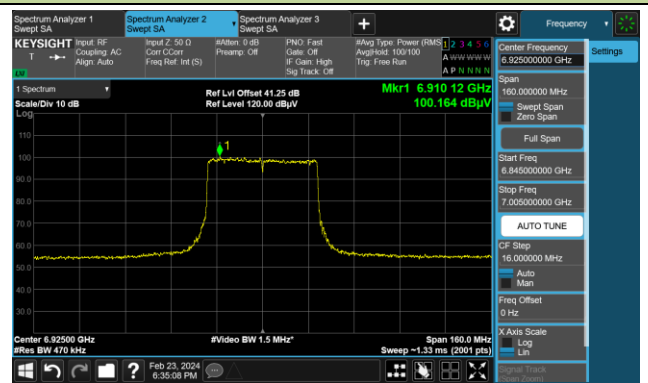 Spectrum Analyzer 1
Swept SA
Spectrum Analyzer 2
Swept SA
Spectrum Analyzer 3
Swept SA
+
Frequency
KEYSIGHT
T
LW
Input: RF
Coupling: AC
Align: Auto
Input Z: 50 Ω
Corr CCorr
Freq Ref: Int (S)
#Atten: 0 dB
Preamp: Off
PNO: Fast
Gate: Off
IF Gain: High
Sig Track: Off
#Avg Type: Power (RMS)
Avg|Hold: 100/100
Trig: Free Run
1 2 3 4 5 6
A W W W W W
A P N N N N
1 Spectrum
Scale/Div 10 dB
Log
Ref Lvl Offset 41.25 dB
Ref Level 120.00 dBµV
Mkr1 6.910 12 GHz
100.164 dBµV
1
110
100
90.0
80.0
70.0
60.0
50.0
40.0
30.0
Center 6.92500 GHz
#Res BW 470 kHz
#Video BW 1.5 MHz*
Span 160.0 MHz
Sweep ~1.33 ms (2001 pts)
Center Frequency
6.925000000 GHz
Settings
Span
160.000000 MHz
Swept Span
Zero Span
Full Span
Start Freq
6.845000000 GHz
Stop Freq
7.005000000 GHz
AUTO TUNE
CF Step
16.000000 MHz
Auto
Man
Freq Offset
0 Hz
X Axis Scale
Log
Lin
Signal Track
(Span Zoom)
?
Feb 23, 2024
6:35:08 PM